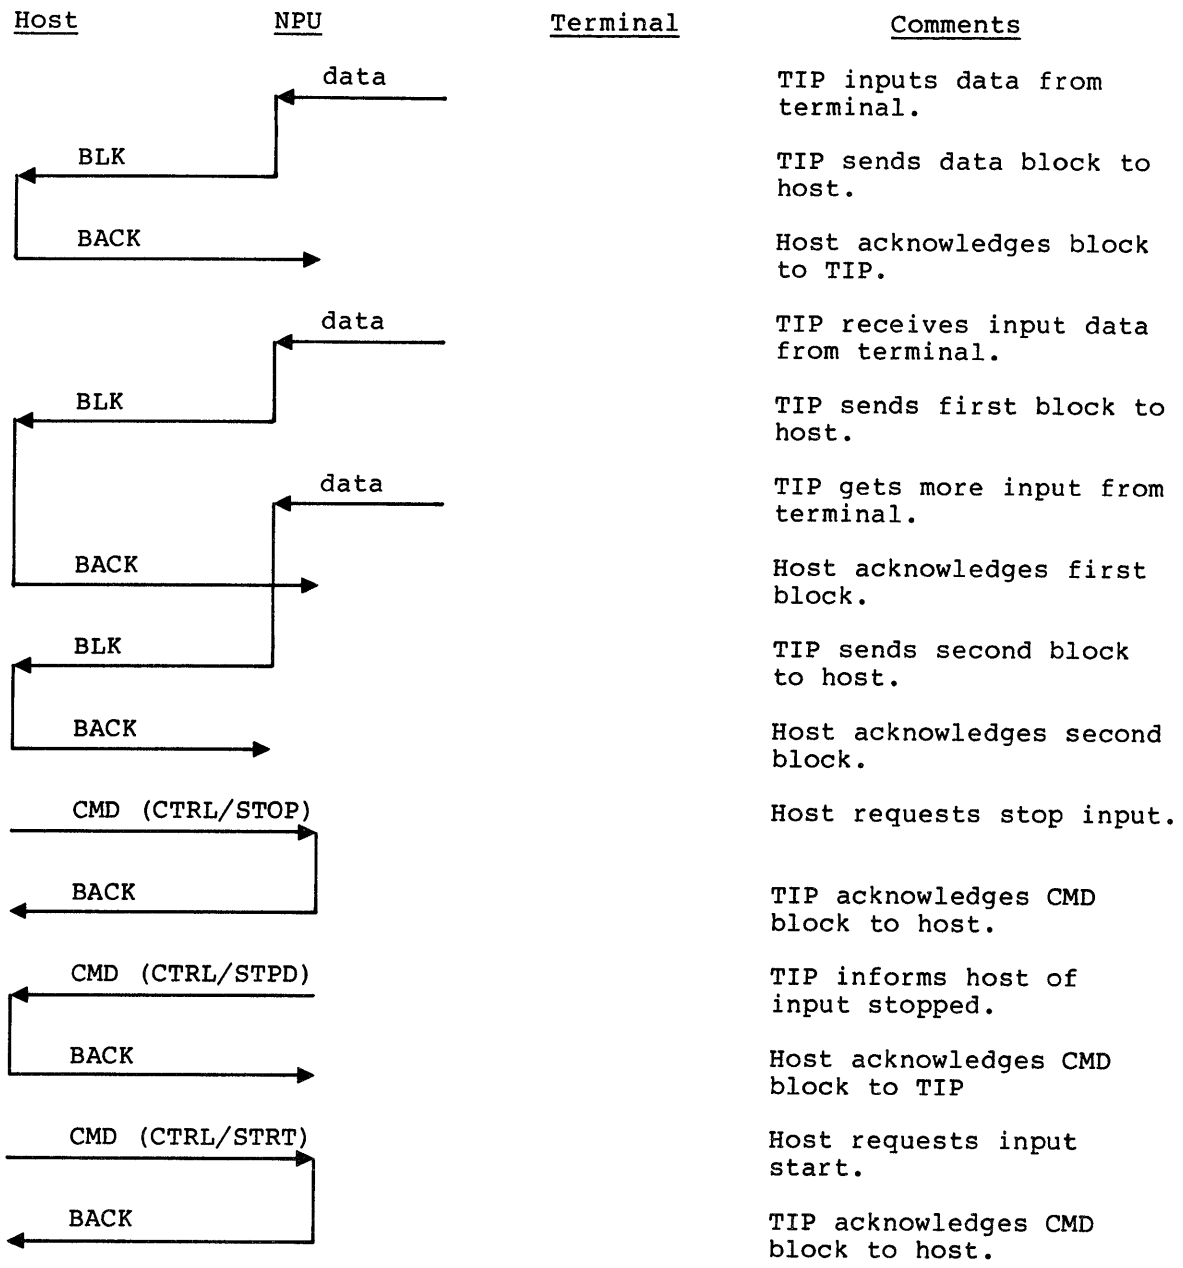 Host NPU Terminal Comments
data TIP inputs data from
terminal.
BLK TIP sends data block to
host.
BACK Host acknowledges block
to TIP.
data TIP receives input data
from terminal.
BLK TIP sends first block to
host.
data TIP gets more input from
terminal.
BACK Host acknowledges first
block.
BLK TIP sends second block
to host.
BACK Host acknowledges second
block.
CMD (CTRL/STOP) Host requests stop input.
BACK TIP acknowledges CMD
block to host.
CMD (CTRL/STPD) TIP informs host of
input stopped.
BACK Host acknowledges CMD
block to TIP
CMD (CTRL/STRT) Host requests input
start.
BACK TIP acknowledges CMD
block to host.